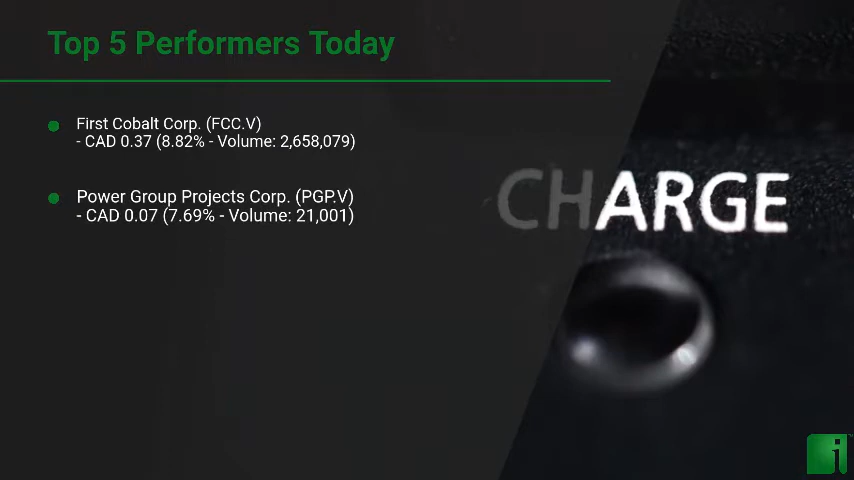 Top 5 Performers Today
First Cobalt Corp. (FCC.V)
- CAD 0.37 (8.82% - Volume: 2,658,079)
Power Group Projects Corp. (PGP.V)
- CAD 0.07 (7.69% - Volume: 21,001)
CHARGE
i